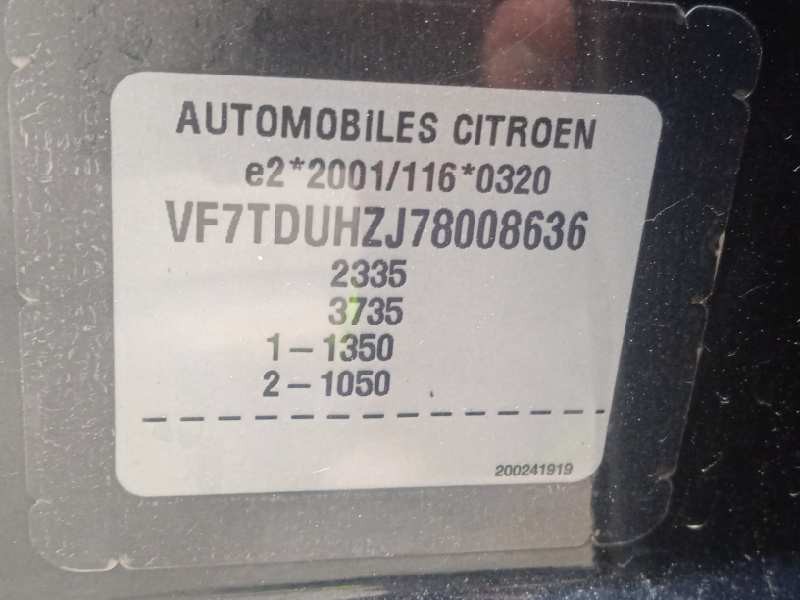 AUTOMOBILES CITROEN
e2*2001/116*0320
VF7TDUHZJ78008636
2335
3735
1-1350
2-1050
200241919